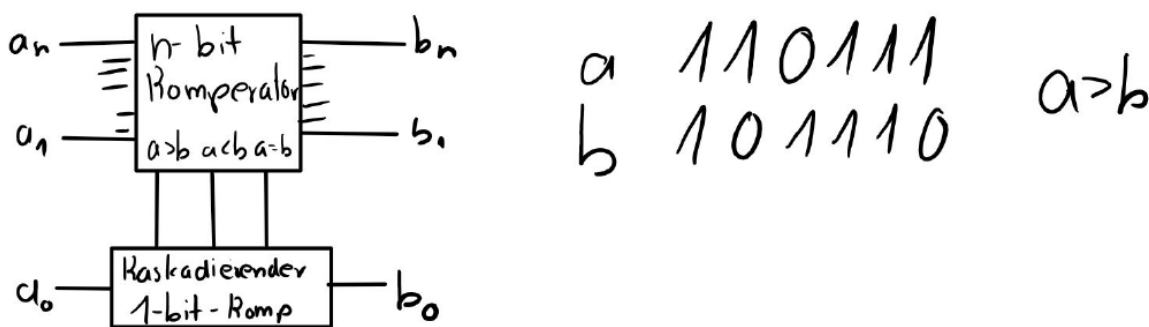 aₙ n-bit bₙ
Komperator
a₁ a>b a<b a=b b₁
a₀ Kaskadierender b₀
1-bit-Komp
a 110111
b 101110
a>b